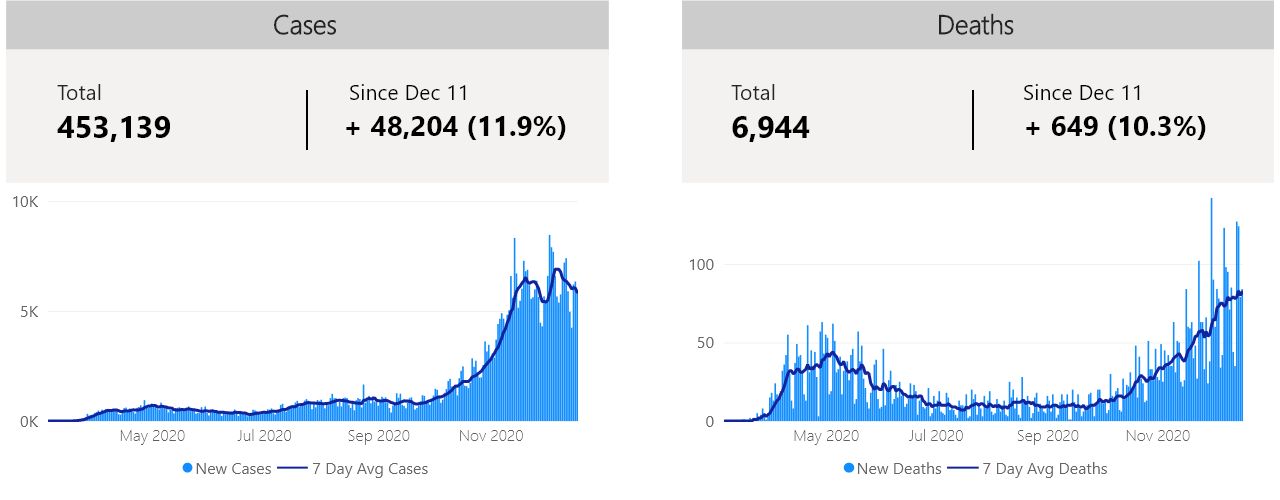 Cases
Total
453,139
Since Dec 11
+ 48,204 (11.9%)
10K
5K
0K
May 2020 Jul 2020 Sep 2020 Nov 2020
New Cases 7 Day Avg Cases
Deaths
Total
6,944
Since Dec 11
+ 649 (10.3%)
100
50
0
May 2020 Jul 2020 Sep 2020 Nov 2020
New Deaths 7 Day Avg Deaths